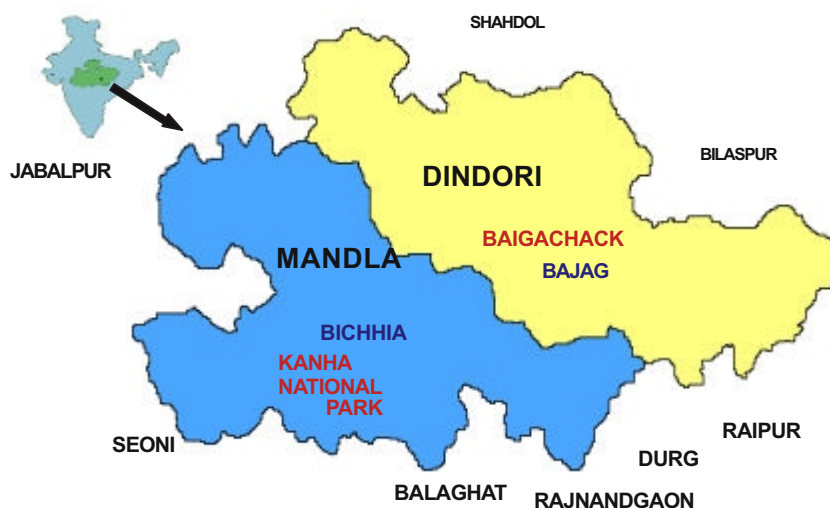 SHAHDOL
JABALPUR
BILASPUR
DINDORI
BAIGACHACK
BAJAG
MANDLA
BICHHIA
KANHA
NATIONAL
PARK
SEONI
RAIPUR
DURG
BALAGHAT
RAJNANDGAON